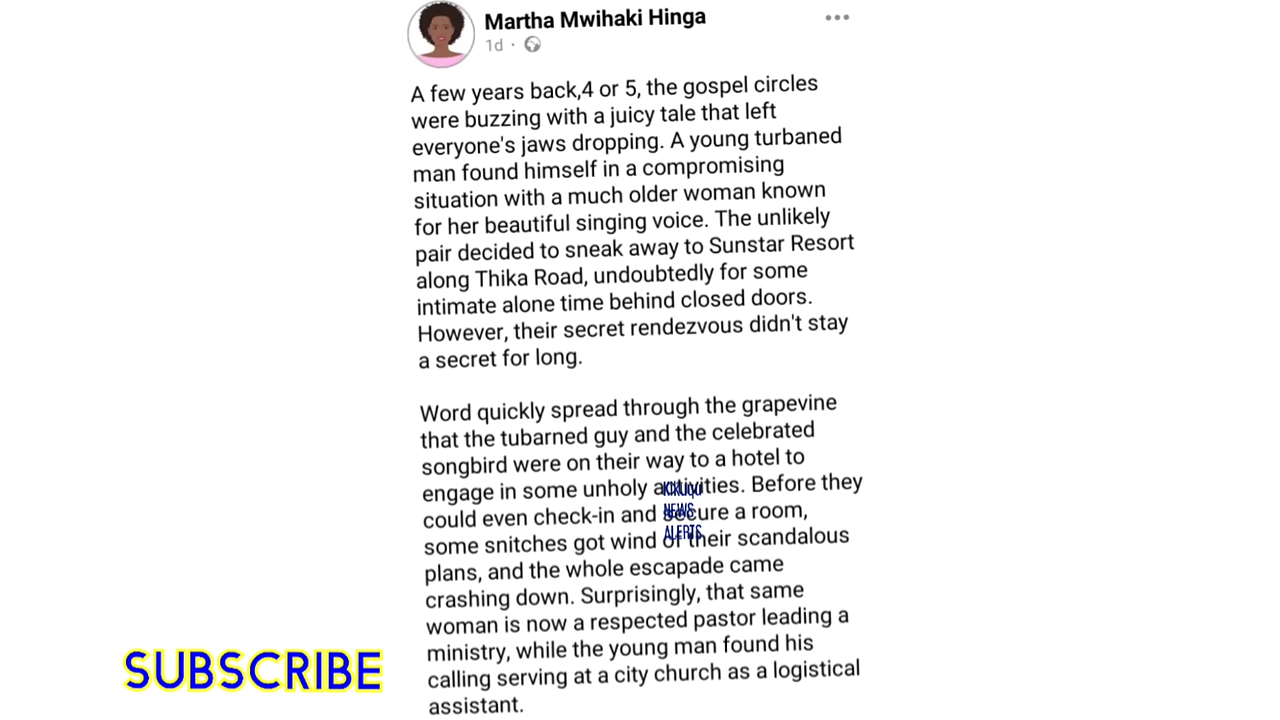 Martha Mwihaki Hinga
1d ·
A few years back,4 or 5, the gospel circles
were buzzing with a juicy tale that left
everyone's jaws dropping. A young turbaned
man found himself in a compromising
situation with a much older woman known
for her beautiful singing voice. The unlikely
pair decided to sneak away to Sunstar Resort
along Thika Road, undoubtedly for some
intimate alone time behind closed doors.
However, their secret rendezvous didn't stay
a secret for long.
Word quickly spread through the grapevine
that the tubarned guy and the celebrated
songbird were on their way to a hotel to
engage in some unholy activities. Before they
could even check-in and secure a room,
some snitches got wind of their scandalous
plans, and the whole escapade came
crashing down. Surprisingly, that same
woman is now a respected pastor leading a
ministry, while the young man found his
calling serving at a city church as a logistical
assistant.
KIKUYU
NEWS
ALERTS
SUBSCRIBE